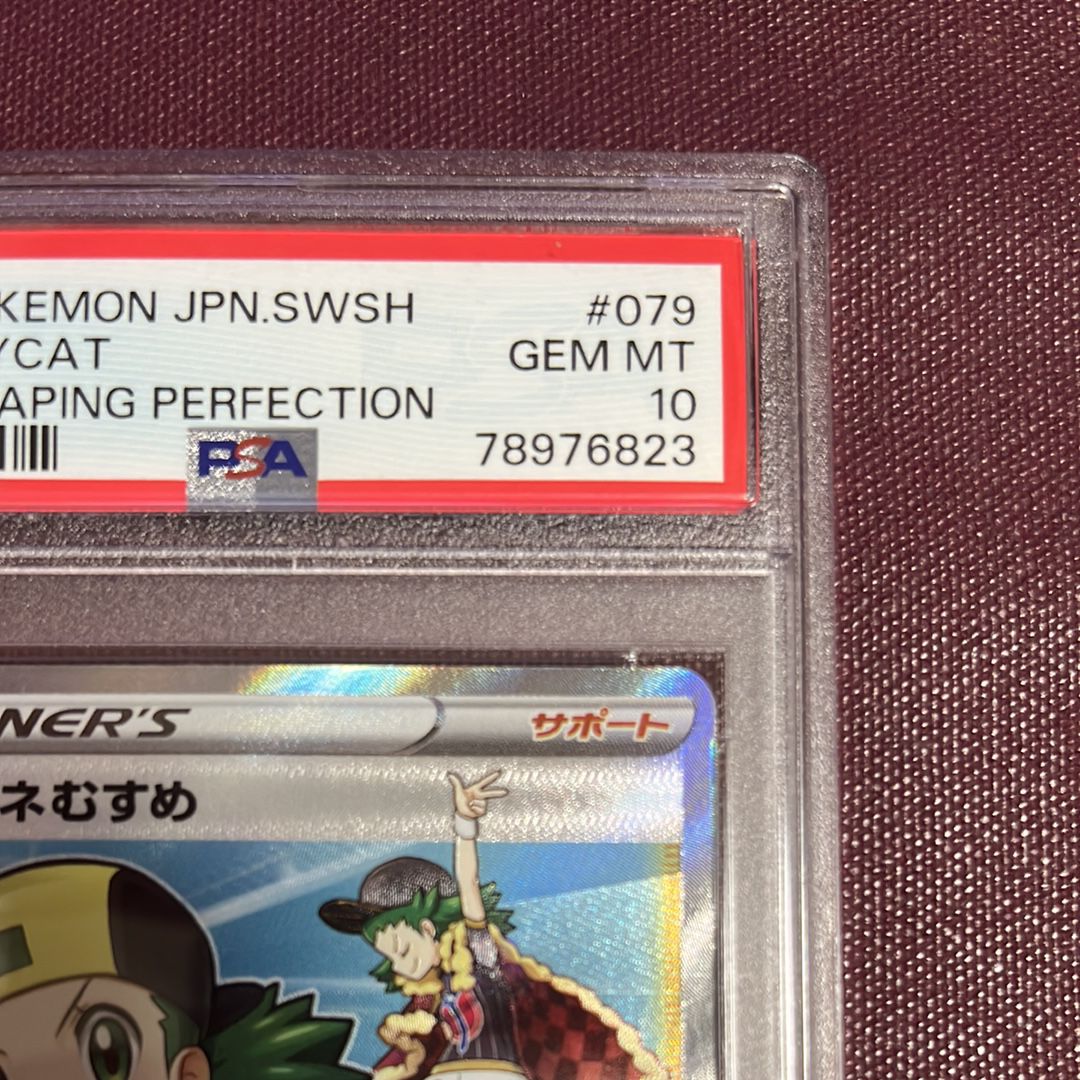 KEMON JPN.SWSH #079
YCAT GEM MT
APING PERFECTION 10
PSA 78976823
NER'S サポート
ネむすめ